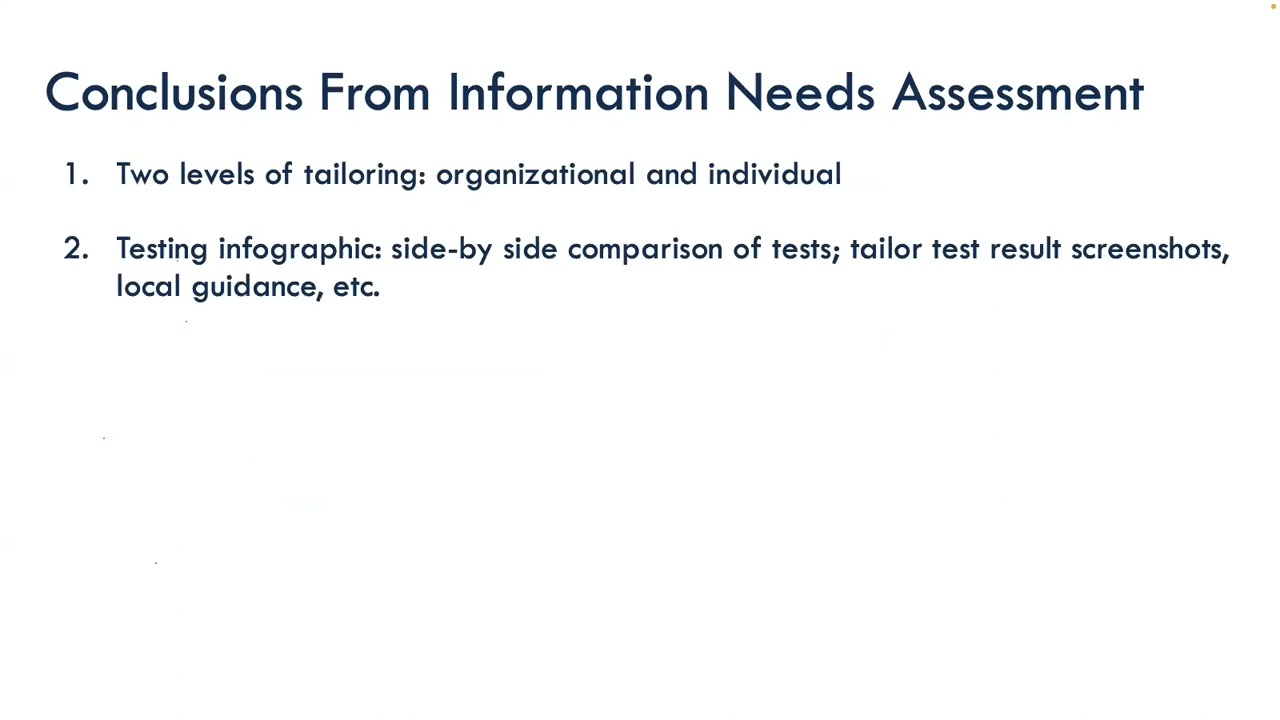 Conclusions From Information Needs Assessment
1. Two levels of tailoring: organizational and individual
2. Testing infographic: side-by side comparison of tests; tailor test result screenshots,
local guidance, etc.